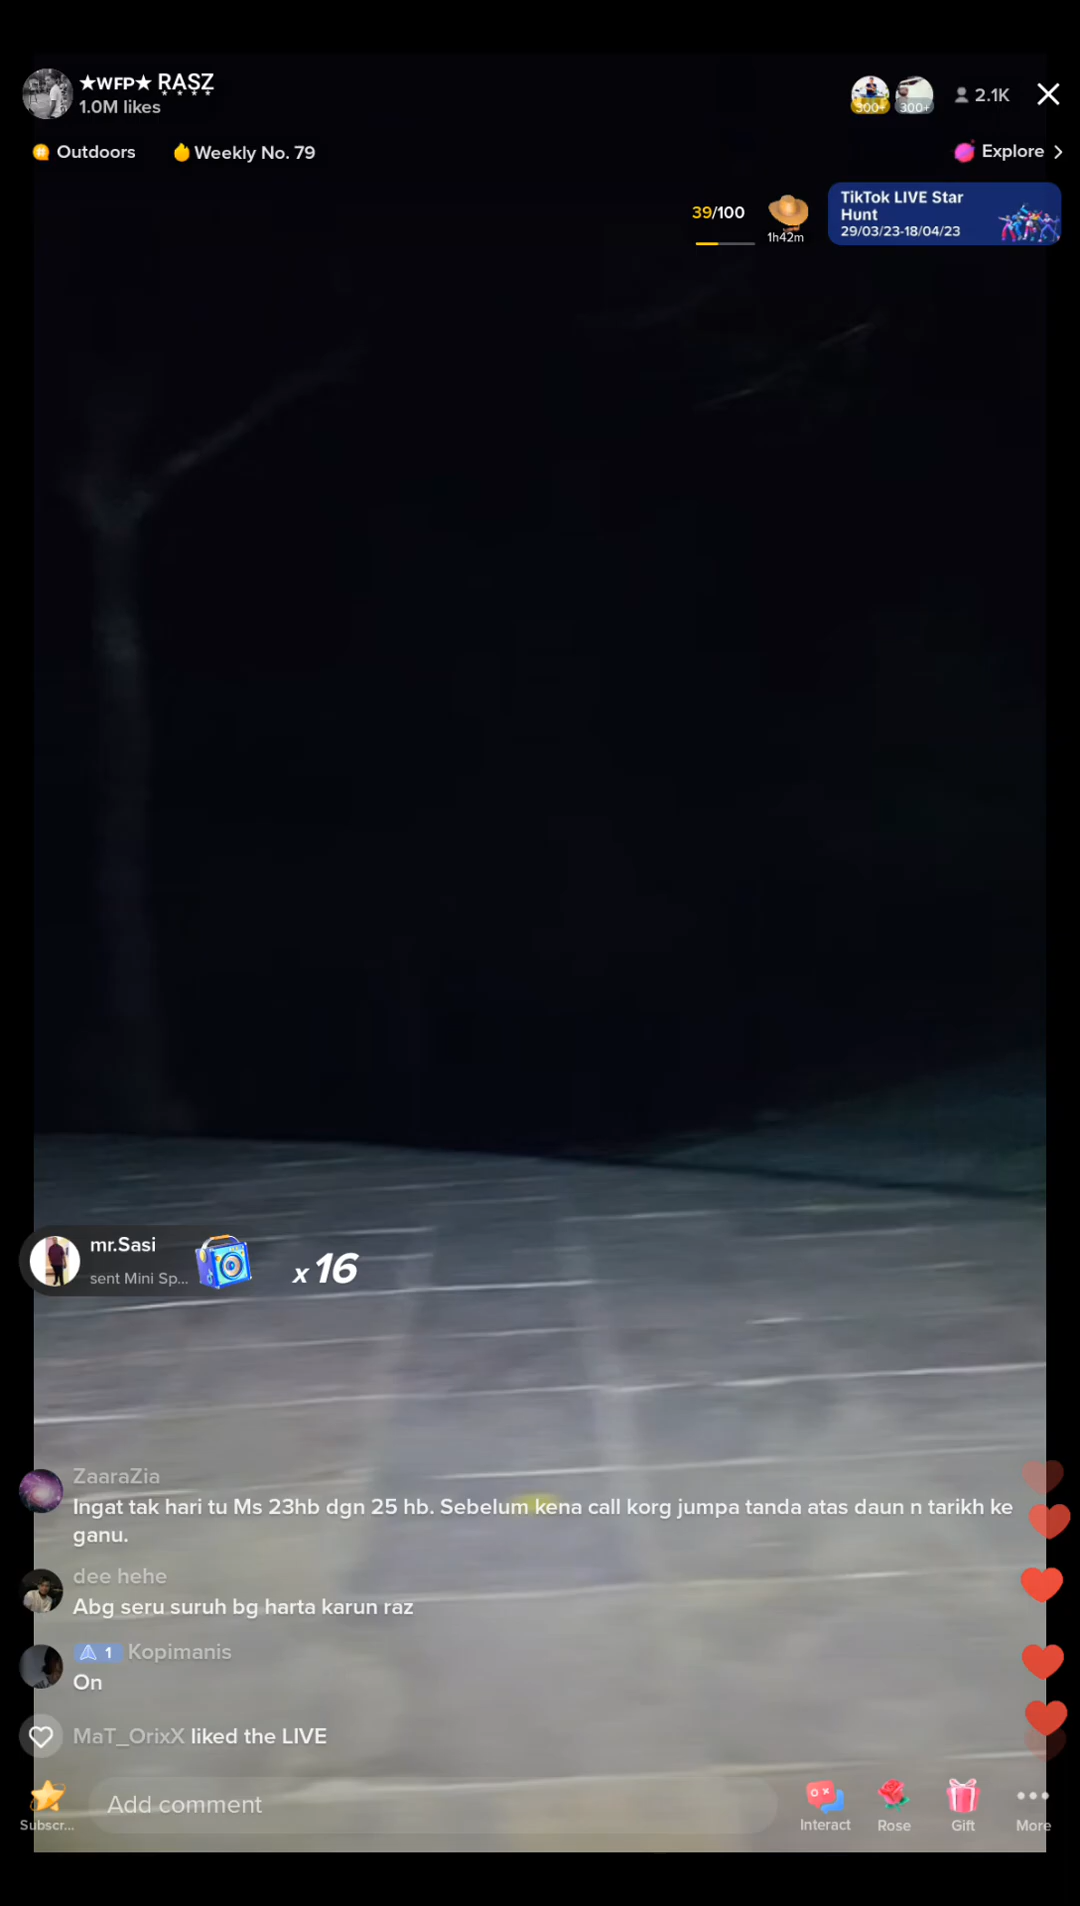 ★WFP★ RASZ
1.0M likes
300+
300+
2.1K
Outdoors
Weekly No. 79
Explore
39/100
1h42m
TikTok LIVE Star
Hunt
29/03/23-18/04/23
mr.Sasi
sent Mini Sp...
x 16
ZaaraZia
Ingat tak hari tu Ms 23hb dgn 25 hb. Sebelum kena call korg jumpa tanda atas daun n tarikh ke
ganu.
dee hehe
Abg seru suruh bg harta karun raz
1 Kopimanis
On
MaT_OrixX liked the LIVE
Subscr...
Add comment
Interact
Rose
Gift
More